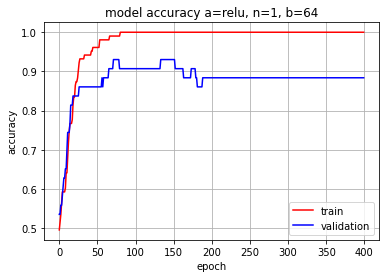 model accuracy a=relu, n=1, b=64
1.0
0.9
0.8
0.7
0.6
0.5
accuracy
0 50 100 150 200 250 300 350 400
epoch
train
validation